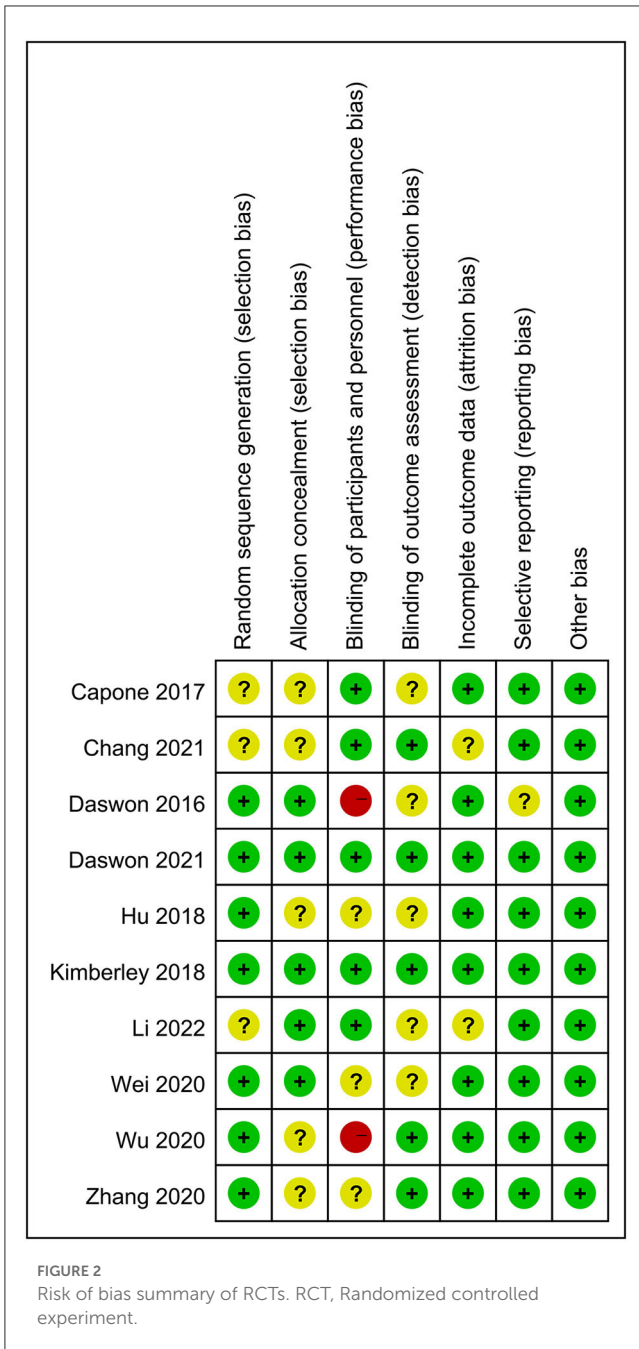 Random sequence generation (selection bias)
Allocation concealment (selection bias)
Blinding of participants and personnel (performance bias)
Blinding of outcome assessment (detection bias)
Incomplete outcome data (attrition bias)
Selective reporting (reporting bias)
Other bias
Capone 2017 ? ? + ? + + +
Chang 2021 ? ? + + ? + +
Daswon 2016 + + − ? + ? +
Daswon 2021 + + + + + + +
Hu 2018 + ? ? ? + + +
Kimberley 2018 + + + + + + +
Li 2022 ? + + ? ? + +
Wei 2020 + + ? ? + + +
Wu 2020 + ? − + + + +
Zhang 2020 + ? ? + + + +
FIGURE 2
Risk of bias summary of RCTs. RCT, Randomized controlled
experiment.